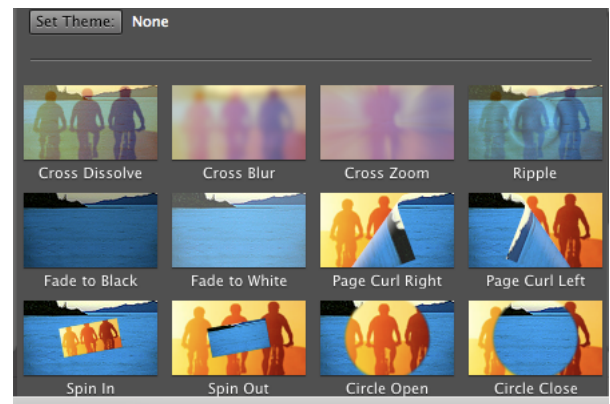 Set Theme: None
Cross Dissolve Cross Blur Cross Zoom Ripple
Fade to Black Fade to White Page Curl Right Page Curl Left
Spin In Spin Out Circle Open Circle Close